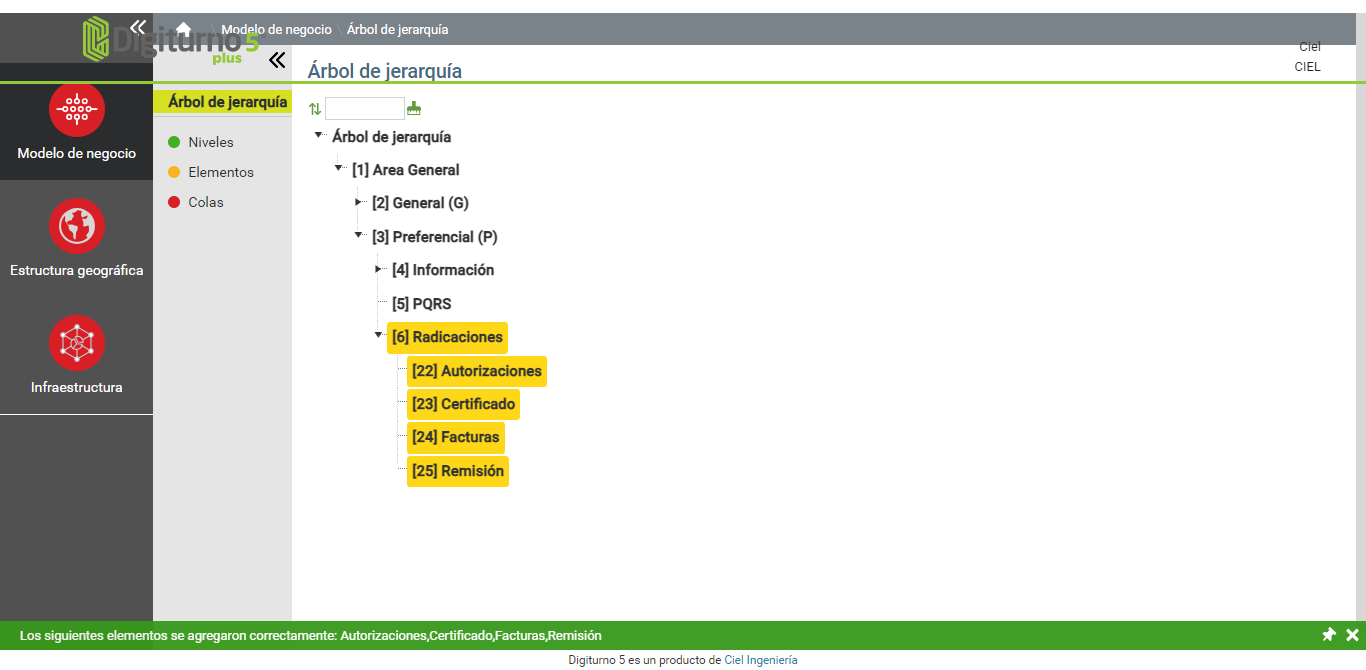 Digiturno 5
plus
Modelo de negocio Árbol de jerarquía
Ciel
CIEL
Árbol de jerarquía
Modelo de negocio
Estructura geográfica
Infraestructura
Árbol de jerarquía
Niveles
Elementos
Colas
Árbol de jerarquía
[1] Area General
[2] General (G)
[3] Preferencial (P)
[4] Información
[5] PQRS
[6] Radicaciones
[22] Autorizaciones
[23] Certificado
[24] Facturas
[25] Remisión
Los siguientes elementos se agregaron correctamente: Autorizaciones,Certificado,Facturas,Remisión
Digiturno 5 es un producto de Ciel Ingeniería